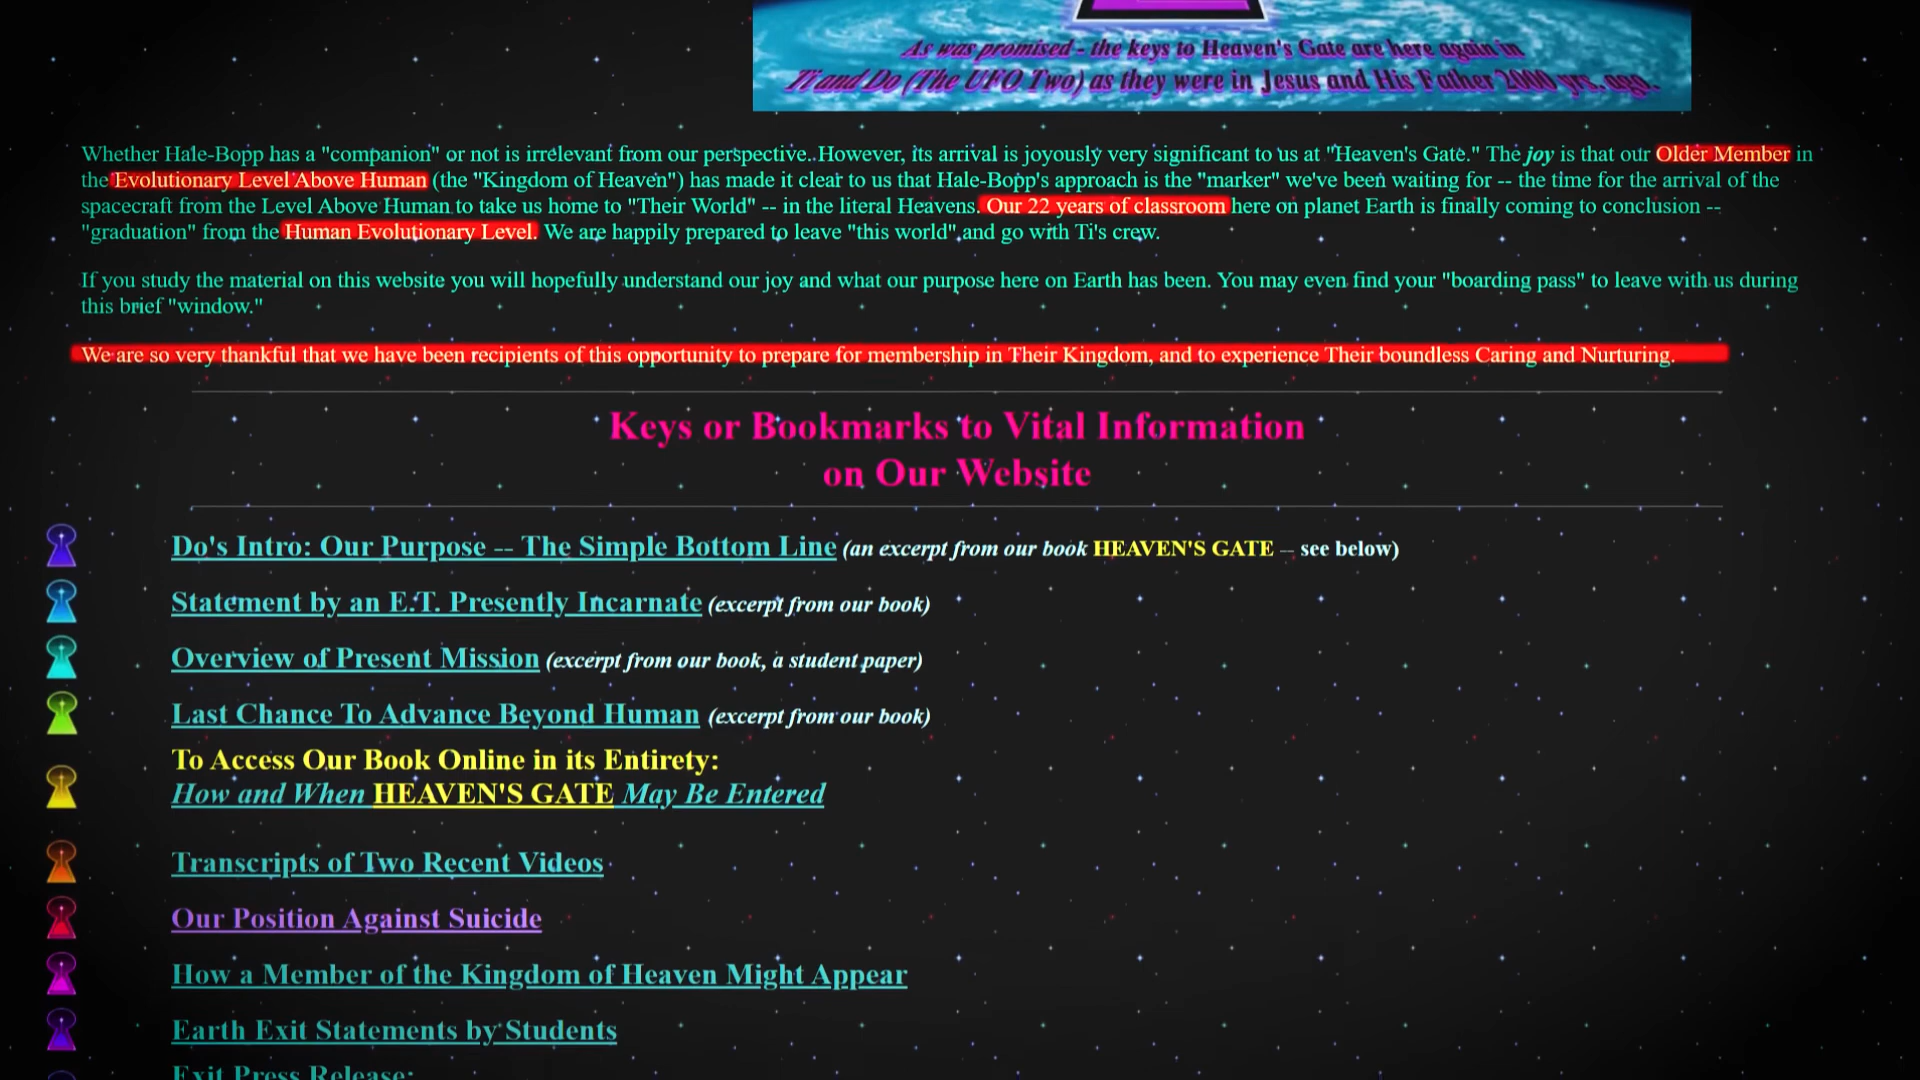 As was promised - the keys to Heaven's Gate are here again in
Ti and Do (The UFO Two) as they were in Jesus and His Father 2000 yrs. ago.
Whether Hale-Bopp has a "companion" or not is irrelevant from our perspective. However, its arrival is joyously very significant to us at "Heaven's Gate." The joy is that our Older Member in
the Evolutionary Level Above Human (the "Kingdom of Heaven") has made it clear to us that Hale-Bopp's approach is the "marker" we've been waiting for -- the time for the arrival of the
spacecraft from the Level Above Human to take us home to "Their World" -- in the literal Heavens. Our 22 years of classroom here on planet Earth is finally coming to conclusion --
"graduation" from the Human Evolutionary Level. We are happily prepared to leave "this world" and go with Ti's crew.
If you study the material on this website you will hopefully understand our joy and what our purpose here on Earth has been. You may even find your "boarding pass" to leave with us during
this brief "window."
We are so very thankful that we have been recipients of this opportunity to prepare for membership in Their Kingdom, and to experience Their boundless Caring and Nurturing.
Keys or Bookmarks to Vital Information
on Our Website
Do's Intro: Our Purpose -- The Simple Bottom Line (an excerpt from our book HEAVEN'S GATE -- see below)
Statement by an E.T. Presently Incarnate (excerpt from our book)
Overview of Present Mission (excerpt from our book, a student paper)
Last Chance To Advance Beyond Human (excerpt from our book)
To Access Our Book Online in its Entirety:
How and When HEAVEN'S GATE May Be Entered
Transcripts of Two Recent Videos
Our Position Against Suicide
How a Member of the Kingdom of Heaven Might Appear
Earth Exit Statements by Students
Exit Press Release: